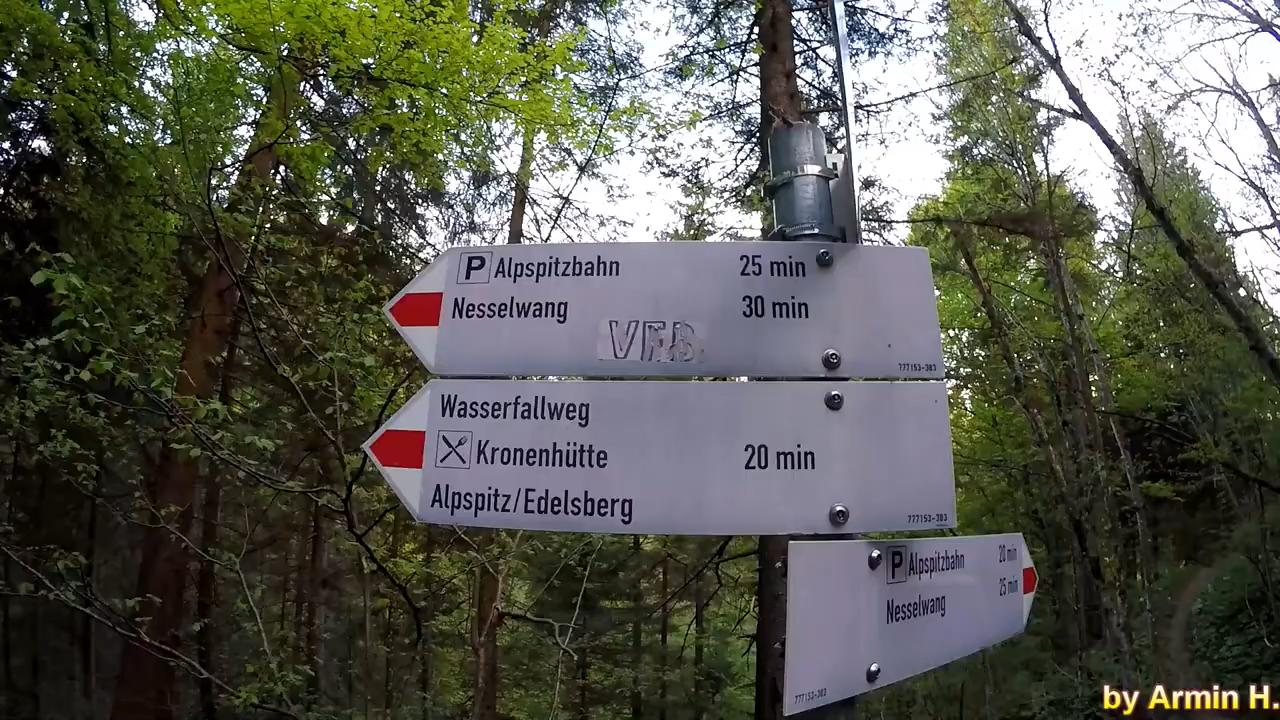 P Alpspitzbahn 25 min
Nesselwang 30 min
VFB
777153-383
Wasserfallweg
Kronenhütte 20 min
Alpspitz/Edelsberg
777153-383
P Alpspitzbahn 20 min
Nesselwang 25 min
777153-383
by Armin H.